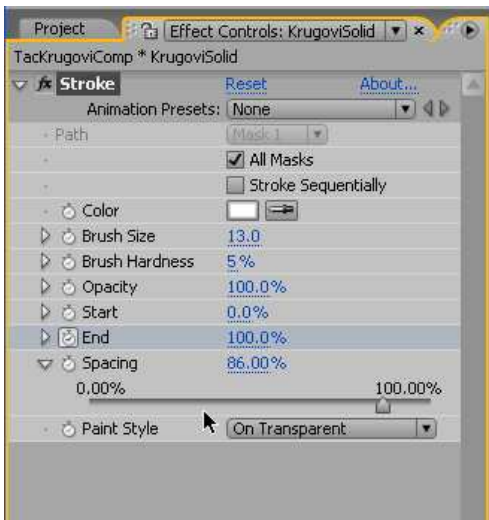 Project Effect Controls: KrugoviSolid
TacKrugoviComp * KrugoviSolid
fx Stroke Reset About...
Animation Presets: None
Path Mask 1
All Masks
Stroke Sequentially
Color
Brush Size 13.0
Brush Hardness 5%
Opacity 100.0%
Start 0.0%
End 100.0%
Spacing 86.00%
0.00% 100.00%
Paint Style On Transparent